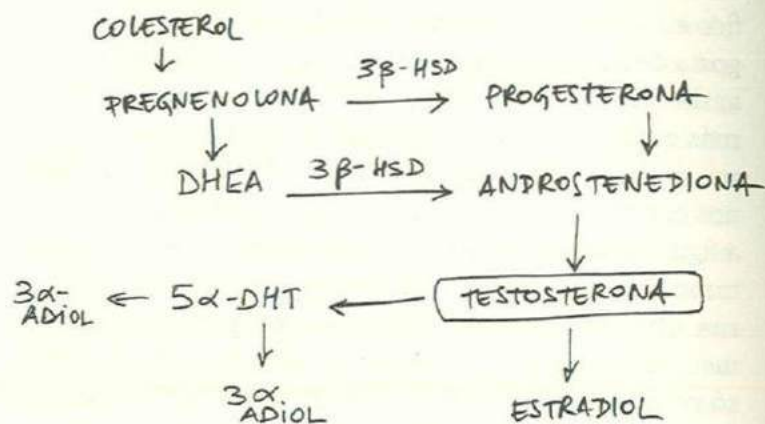 COLESTEROL
3β-HSD
PREGNENOLONA PROGESTERONA
3β-HSD
DHEA ANDROSTENEDIONA
3α-
ADIOL 5α-DHT TESTOSTERONA
3α.
ADIOL ESTRADIOL